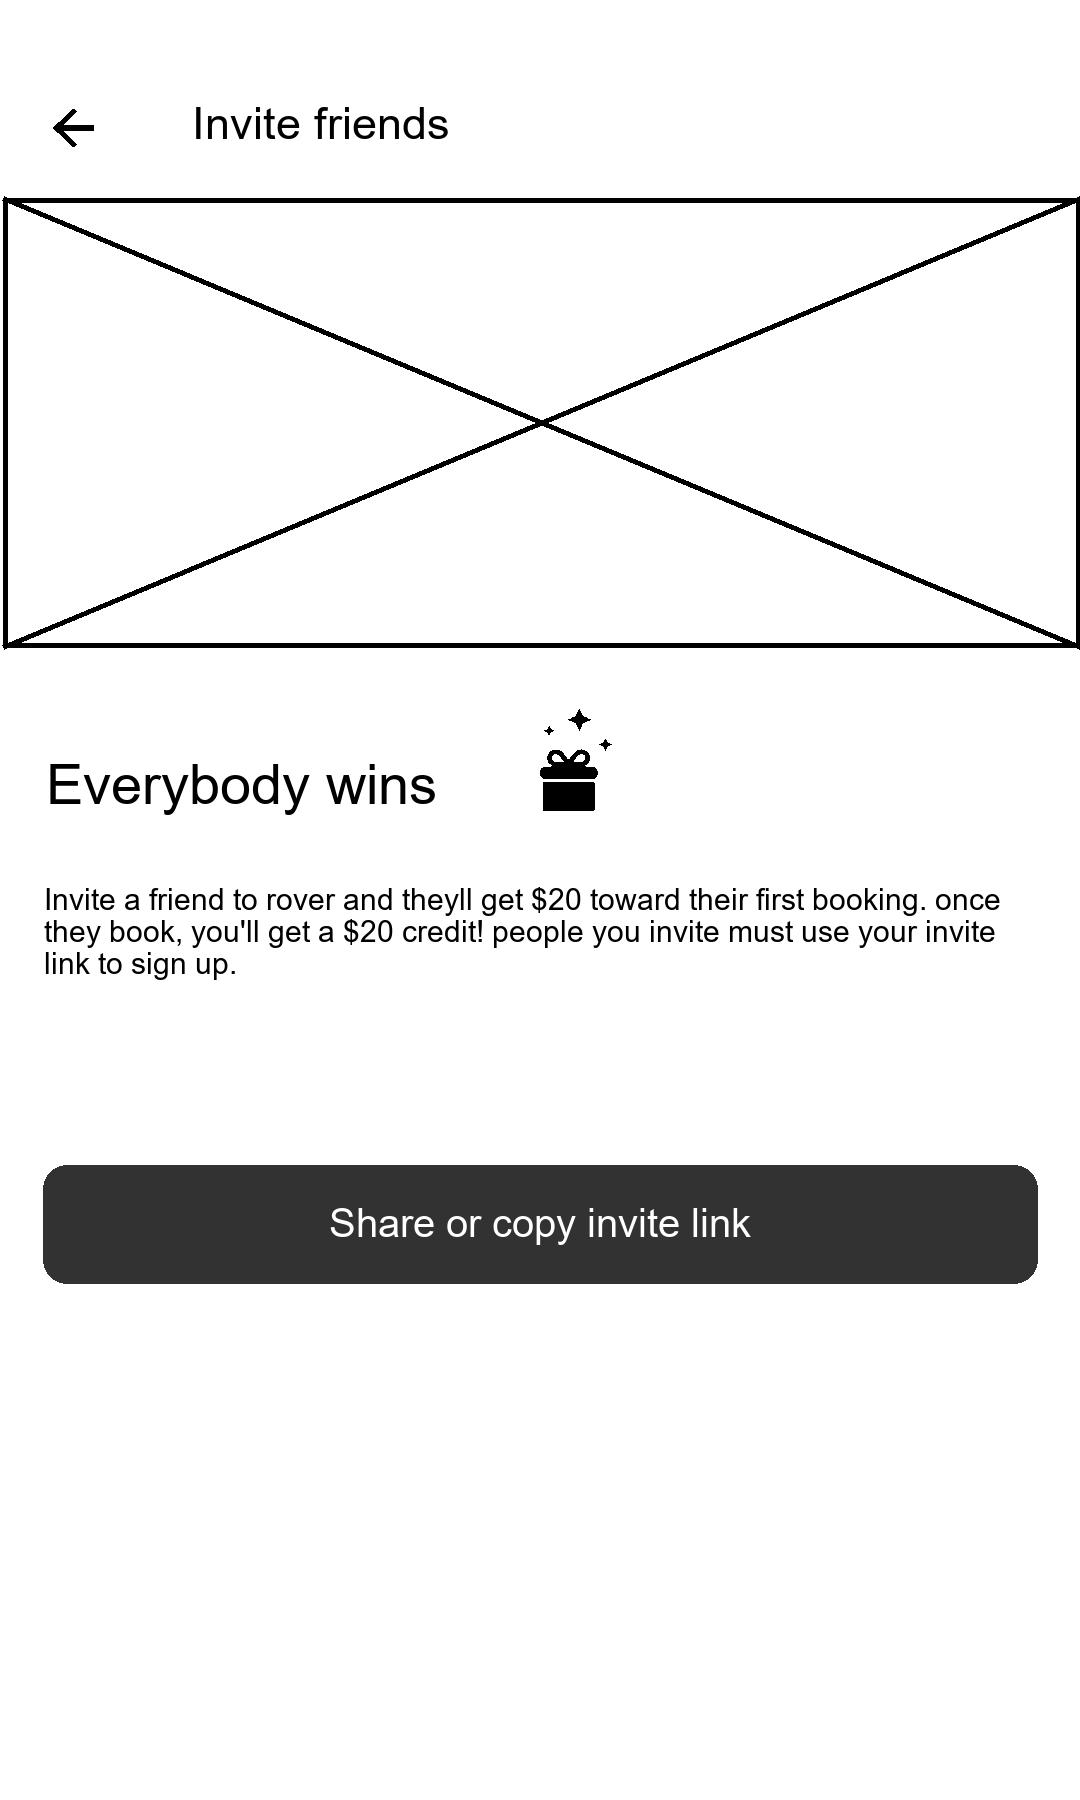 Invite friends
Everybody wins
Invite a friend to rover and theyll get $20 toward their first booking. once
they book, you'll get a $20 credit! people you invite must use your invite
link to sign up.
Share or copy invite link